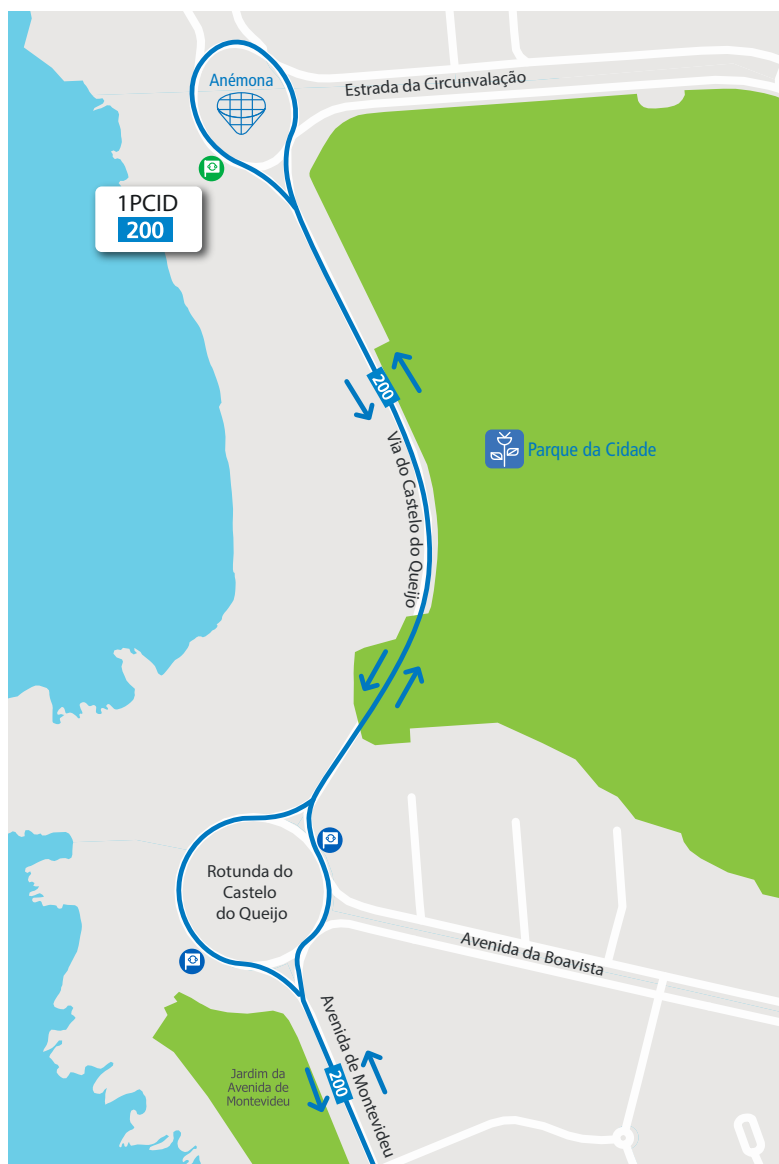 Anémona
Estrada da Circunvalação
1PCID
200
200
Via do Castelo do Queijo
Parque da Cidade
Rotunda do
Castelo
do Queijo
Avenida da Boavista
Avenida de Montevideu
Jardim da
Avenida de
Montevideu
200